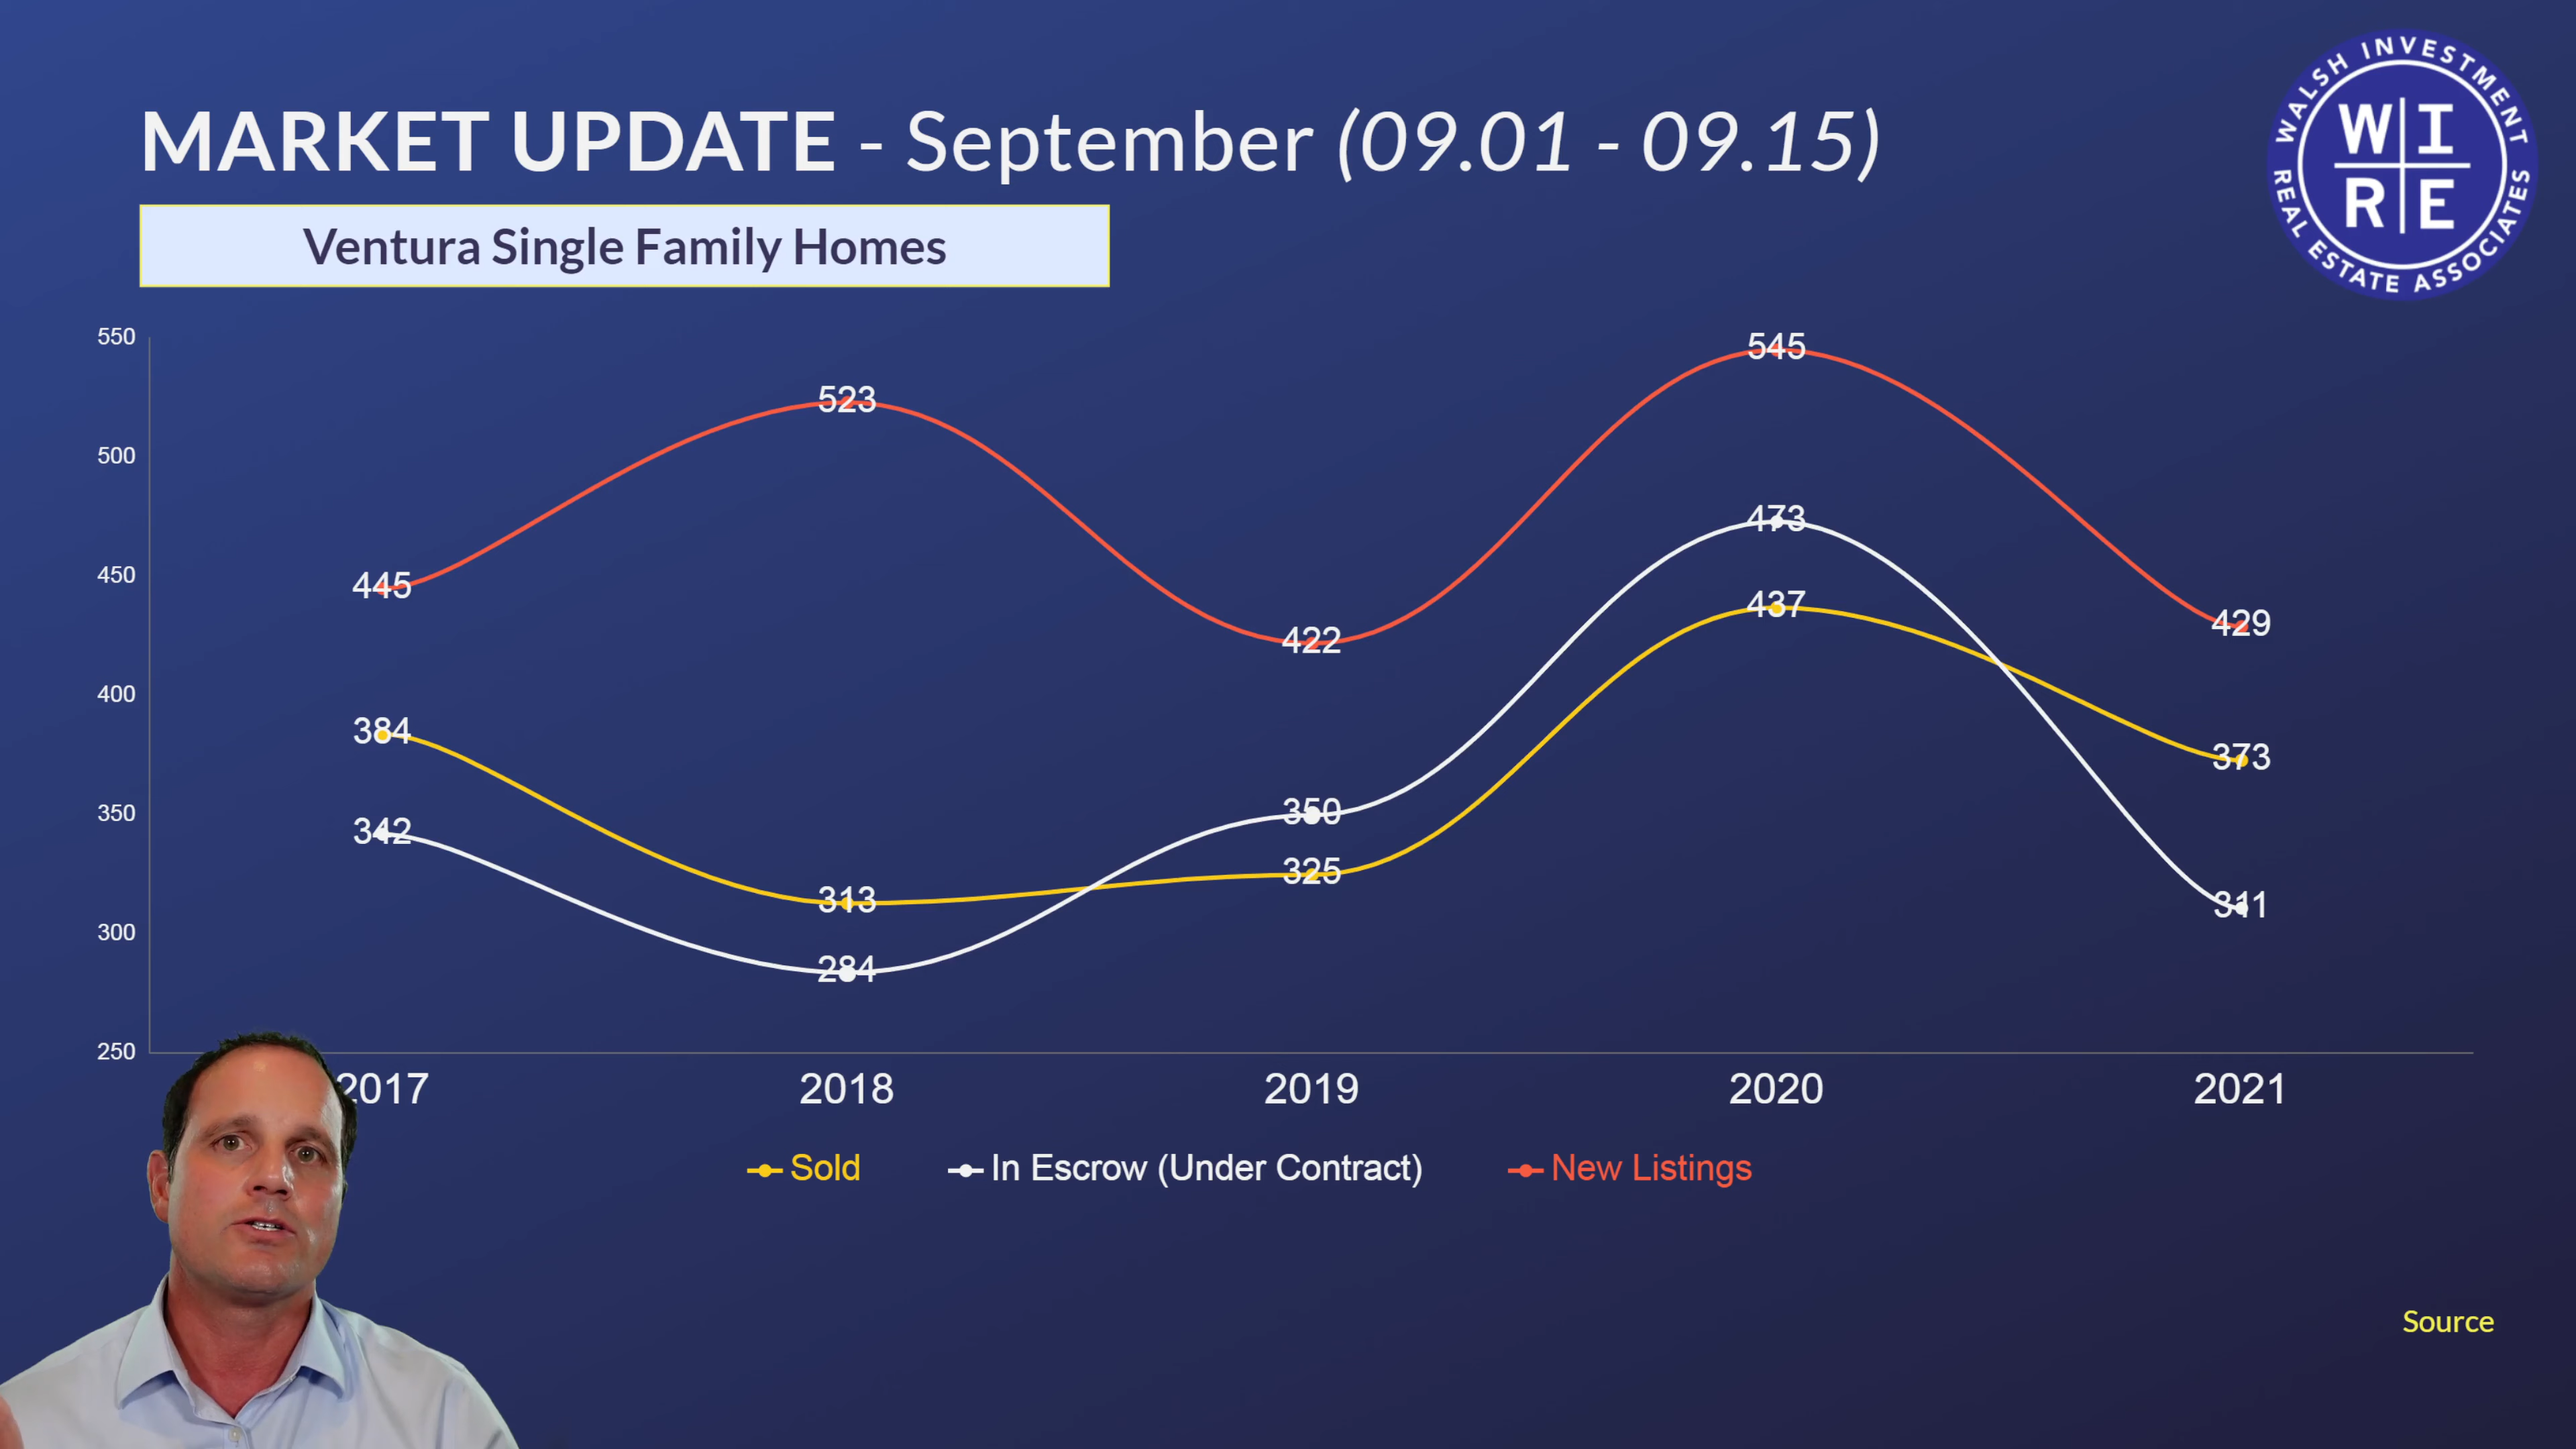 MARKET UPDATE - September (09.01 - 09.15)
WALSH INVESTMENT
REAL ESTATE ASSOCIATES
W I
R E
Ventura Single Family Homes
550
500
450
400
350
300
250
445
523
422
545
429
384
313
325
437
373
342
284
350
473
311
2017 2018 2019 2020 2021
Sold In Escrow (Under Contract) New Listings
Source